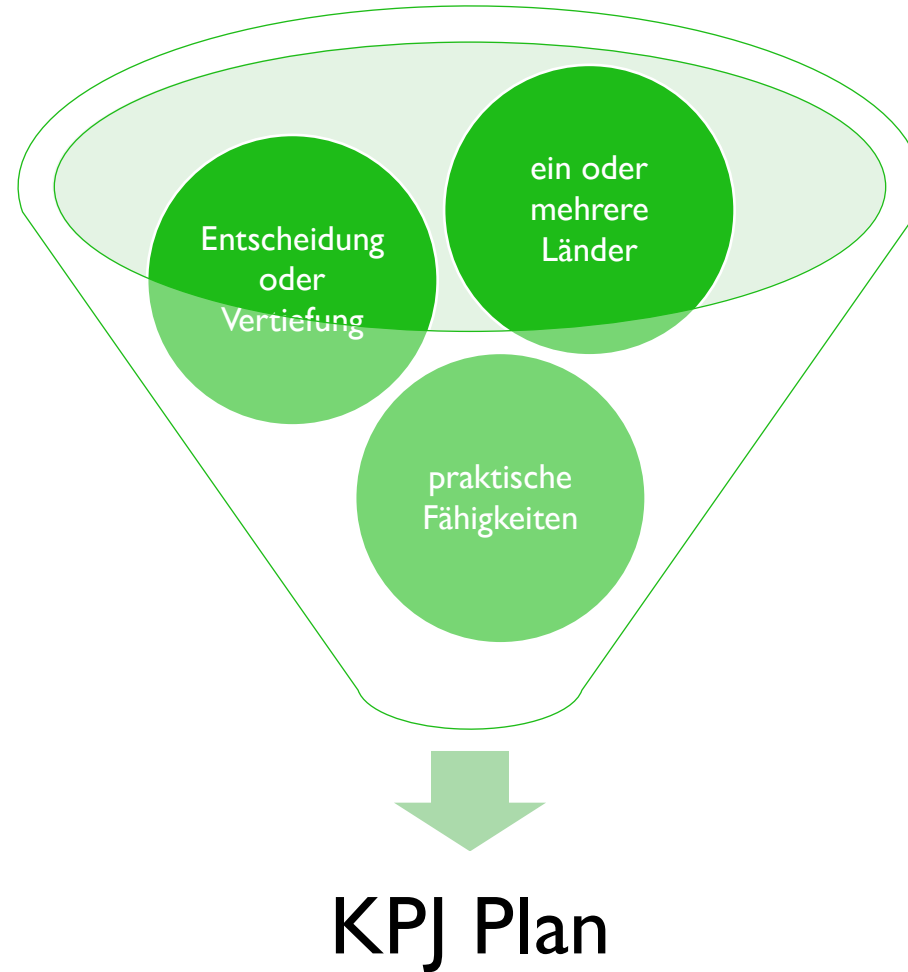 Entscheidung
oder
Vertiefung
ein oder
mehrere
Länder
praktische
Fähigkeiten
KPJ Plan